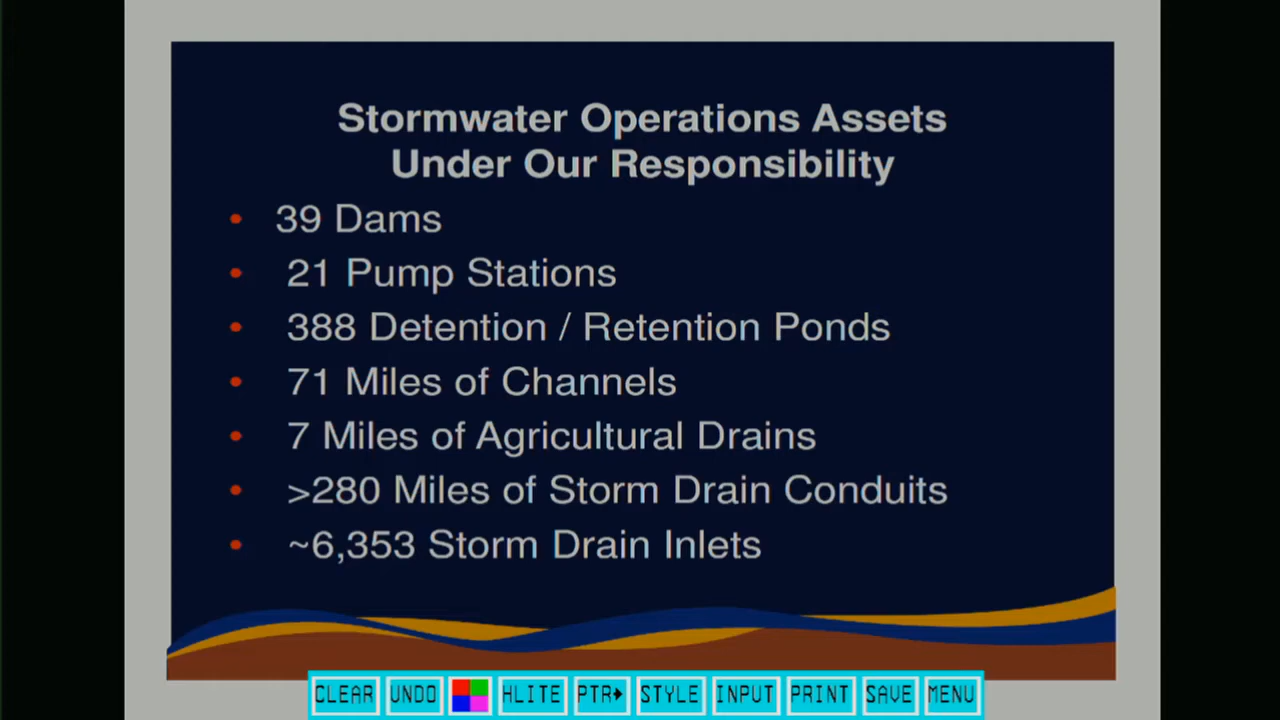 Stormwater Operations Assets
Under Our Responsibility
• 39 Dams
• 21 Pump Stations
• 388 Detention / Retention Ponds
• 71 Miles of Channels
• 7 Miles of Agricultural Drains
• >280 Miles of Storm Drain Conduits
• ~6,353 Storm Drain Inlets
CLEAR UNDO HLITE PTR STYLE INPUT PRINT SAVE MENU